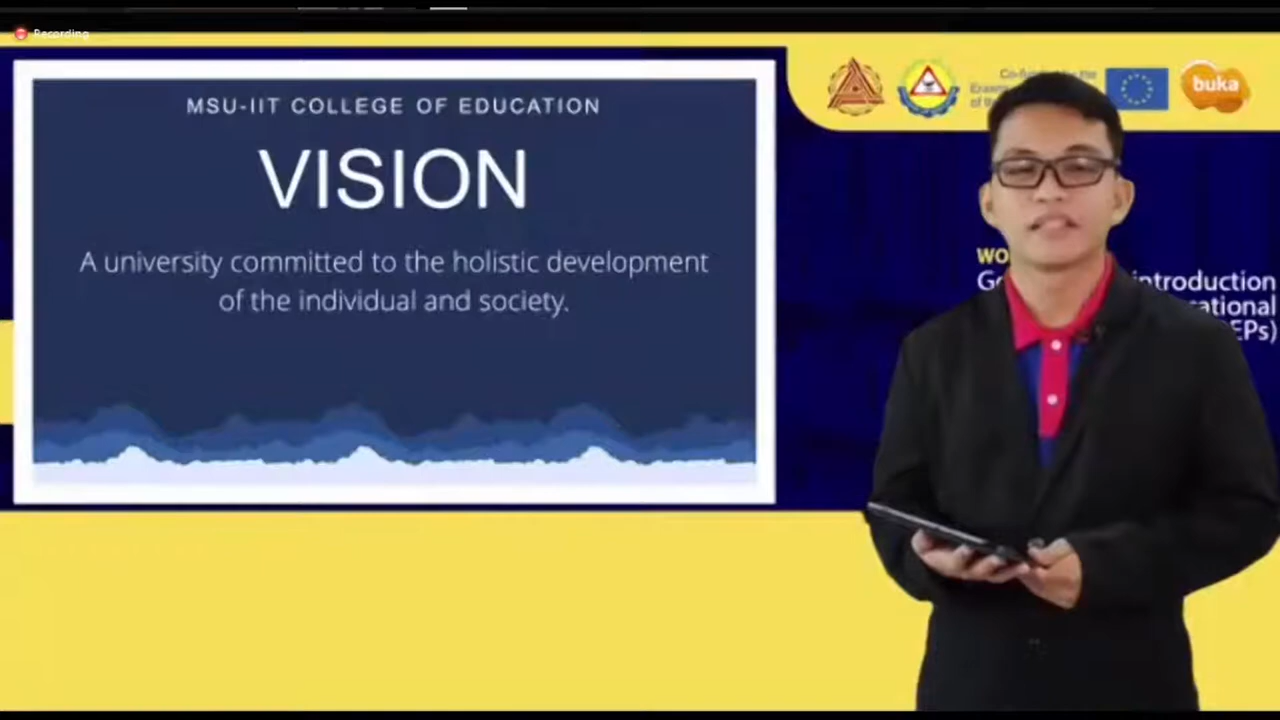 Recording
MSU-IIT COLLEGE OF EDUCATION
VISION
A university committed to the holistic development
of the individual and society.
buka
introduction
EPs)